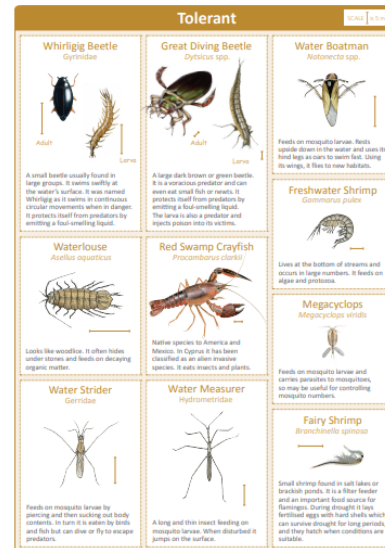 Tolerant
SCALE
Whirligig Beetle
Gyrinidae
Adult
Larva
A small beetle usually found in
large groups. It swims swiftly at
the water's surface. It was named
Whirligig as it swims in continuous
circular movements when in danger.
It protects itself from predators by
emitting a foul-smelling liquid.
Great Diving Beetle
Dytsicus spp.
Adult
Larva
A large dark brown or green beetle.
It is a voracious predator and can
even eat small fish or newts. It
protects itself from predators by
emitting a foul-smelling liquid.
The larva is also a predator and
injects poison into its victims.
Water Boatman
Notonecta spp.
Feeds on mosquito larvae. Rests
upside down in the water and uses its
hind legs as oars to swim fast. Using
its wings, it flies to new habitats.
Freshwater Shrimp
Gammarus pulex
Lives at the bottom of streams and
occurs in large numbers. It feeds on
algae and protozoa.
Waterlouse
Asellus aquaticus
Looks like woodlice. It often hides
under stones and feeds on decaying
organic matter.
Red Swamp Crayfish
Procambarus clarkii
Native species to America and
Mexico. In Cyprus it has been
classified as an alien invasive
species. It eats insects and plants.
Megacyclops
Megacyclops viridis
Feeds on mosquito larvae and
carries parasites to mosquitoes,
so may be useful for controlling
mosquito numbers.
Water Strider
Gerridae
Feeds on mosquito larvae by
piercing and then sucking out body
contents. In turn it is eaten by birds
and fish but can dive or fly to escape
predators.
Water Measurer
Hydrometridae
A long and thin insect feeding on
mosquito larvae. When disturbed it
jumps on the surface.
Fairy Shrimp
Branchinella spinosa
Small shrimp found in salt lakes or
brackish ponds. It is a filter feeder
and an important food source for
flamingos. During drought it lays
fertilised eggs with hard shells which
can survive drought for long periods,
and they hatch when conditions are
suitable.